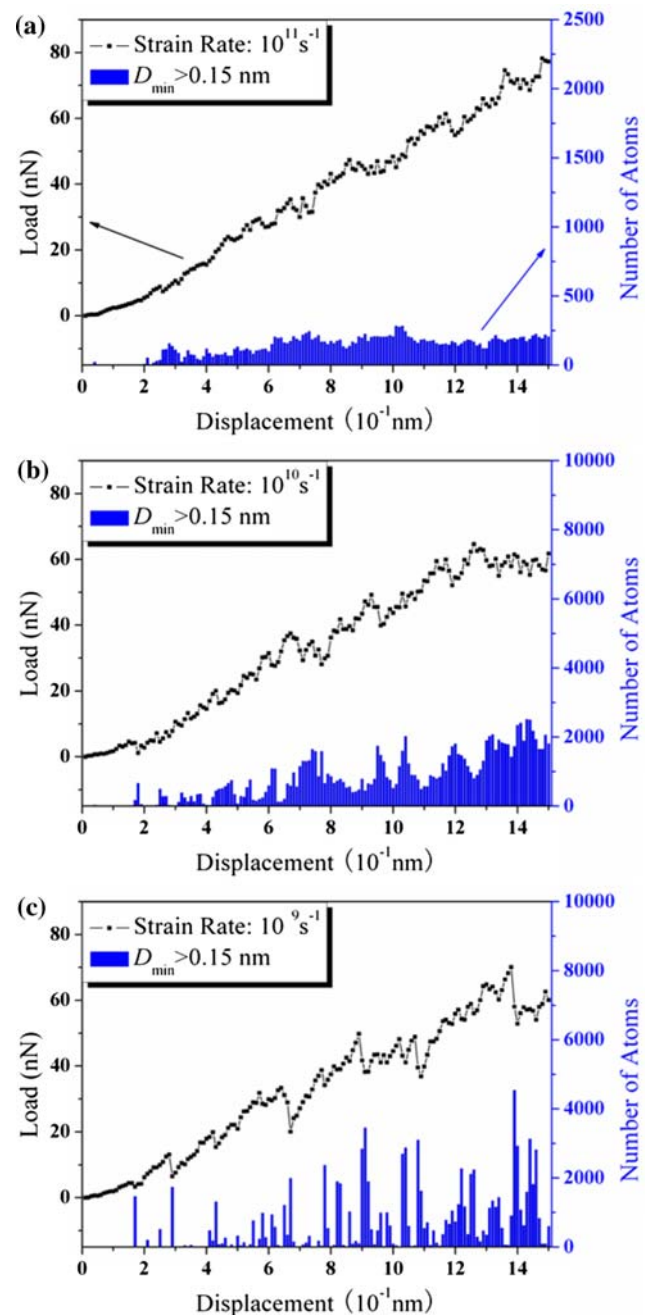 (a)
Strain Rate: 10¹¹s⁻¹
D_min>0.15 nm
Load (nN)
80
60
40
20
0
2500
2000
1500
1000
500
0
Number of Atoms
0 2 4 6 8 10 12 14
Displacement (10⁻¹nm)
(b)
Strain Rate: 10¹⁰s⁻¹
D_min>0.15 nm
Load (nN)
80
60
40
20
0
10000
8000
6000
4000
2000
0
Number of Atoms
0 2 4 6 8 10 12 14
Displacement (10⁻¹nm)
(c)
Strain Rate: 10⁹s⁻¹
D_min>0.15 nm
Load (nN)
80
60
40
20
0
10000
8000
6000
4000
2000
0
Number of Atoms
0 2 4 6 8 10 12 14
Displacement (10⁻¹nm)